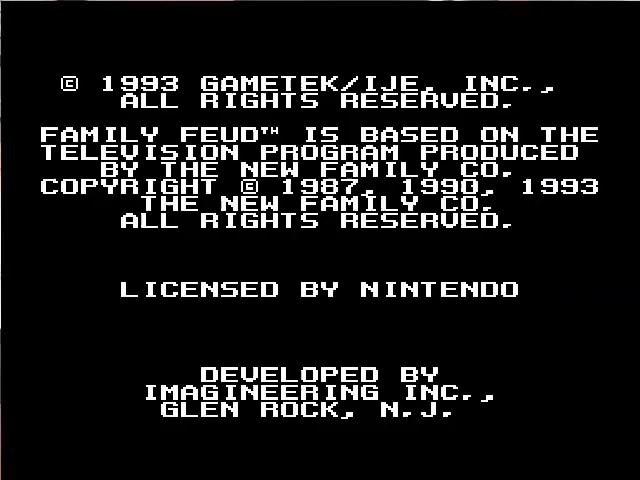 © 1993 GAMETEK/IJE, INC.,
ALL RIGHTS RESERVED.
FAMILY FEUD™ IS BASED ON THE
TELEVISION PROGRAM PRODUCED
BY THE NEW FAMILY CO.
COPYRIGHT © 1987, 1990, 1993
THE NEW FAMILY CO.
ALL RIGHTS RESERVED.
LICENSED BY NINTENDO
DEVELOPED BY
IMAGINEERING INC.,
GLEN ROCK, N.J.